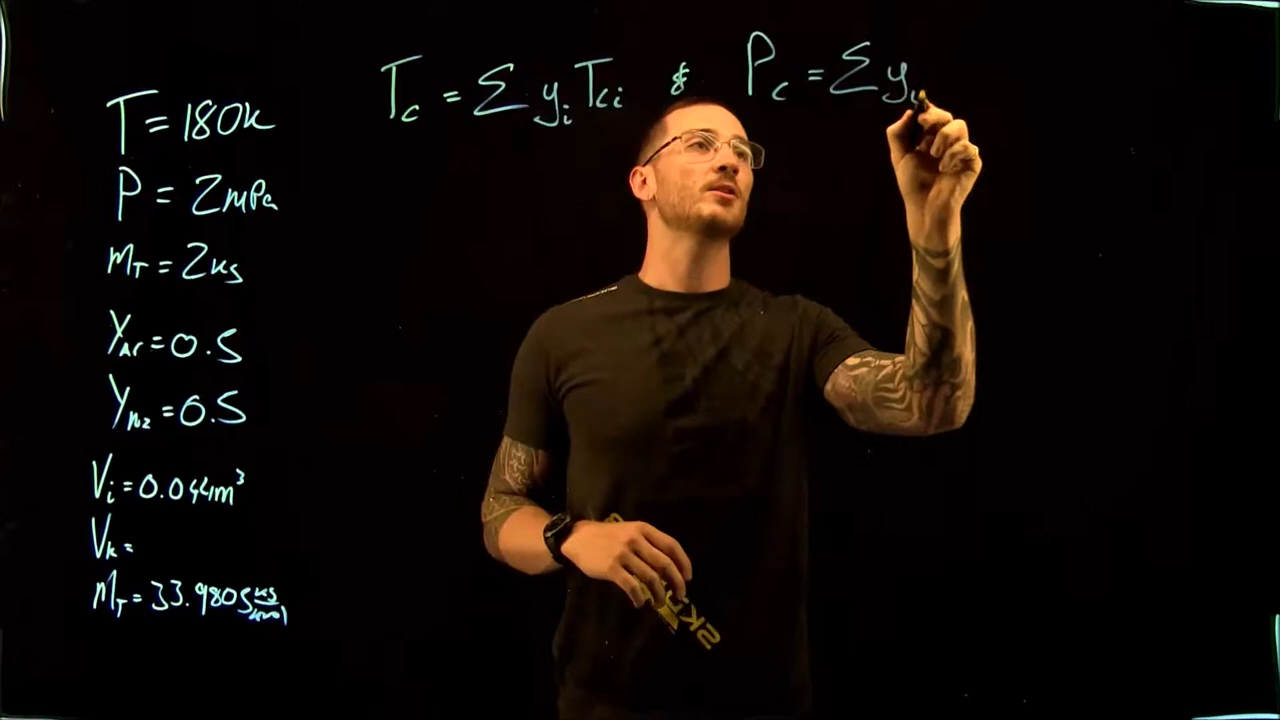 T = 180K
P = 2mPa
mT = 2kg
YAr = 0.5
YN2 = 0.5
Vi = 0.044m³
Vk =
MT = 33.9805 kg/kmol
Tc = Σ yi Tci & Pc = Σ yi